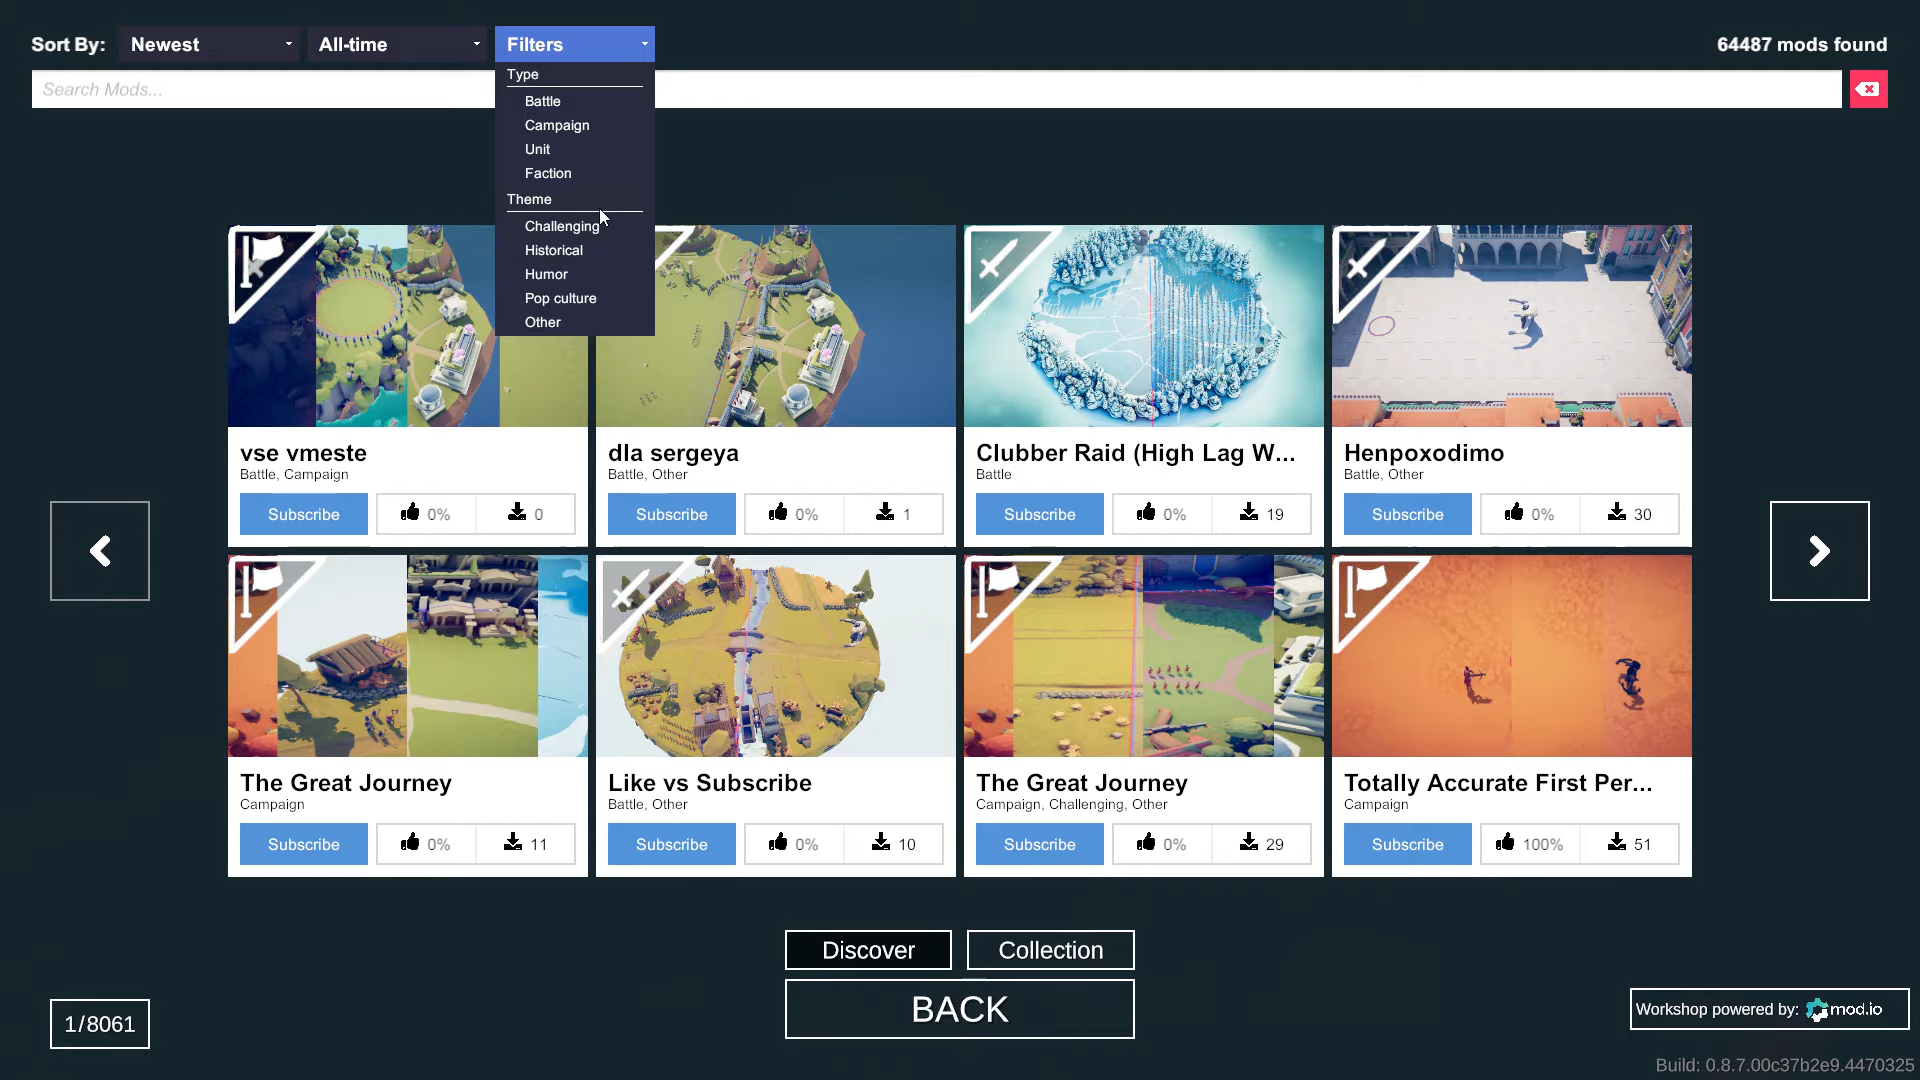 Sort By:
Newest
All-time
Filters
64487 mods found
Search Mods...
Type
Battle
Campaign
Unit
Faction
Theme
Challenging
Historical
Humor
Pop culture
Other
vse vmeste
Battle, Campaign
Subscribe
0%
0
dla sergeya
Battle, Other
Subscribe
0%
1
Clubber Raid (High Lag W...
Battle
Subscribe
0%
19
Henpoxodimo
Battle, Other
Subscribe
0%
30
The Great Journey
Campaign
Subscribe
0%
11
Like vs Subscribe
Battle, Other
Subscribe
0%
10
The Great Journey
Campaign, Challenging, Other
Subscribe
0%
29
Totally Accurate First Per...
Campaign
Subscribe
100%
51
Discover
Collection
BACK
1/8061
Workshop powered by: mod.io
Build: 0.8.7.00c37b2e9.4470325